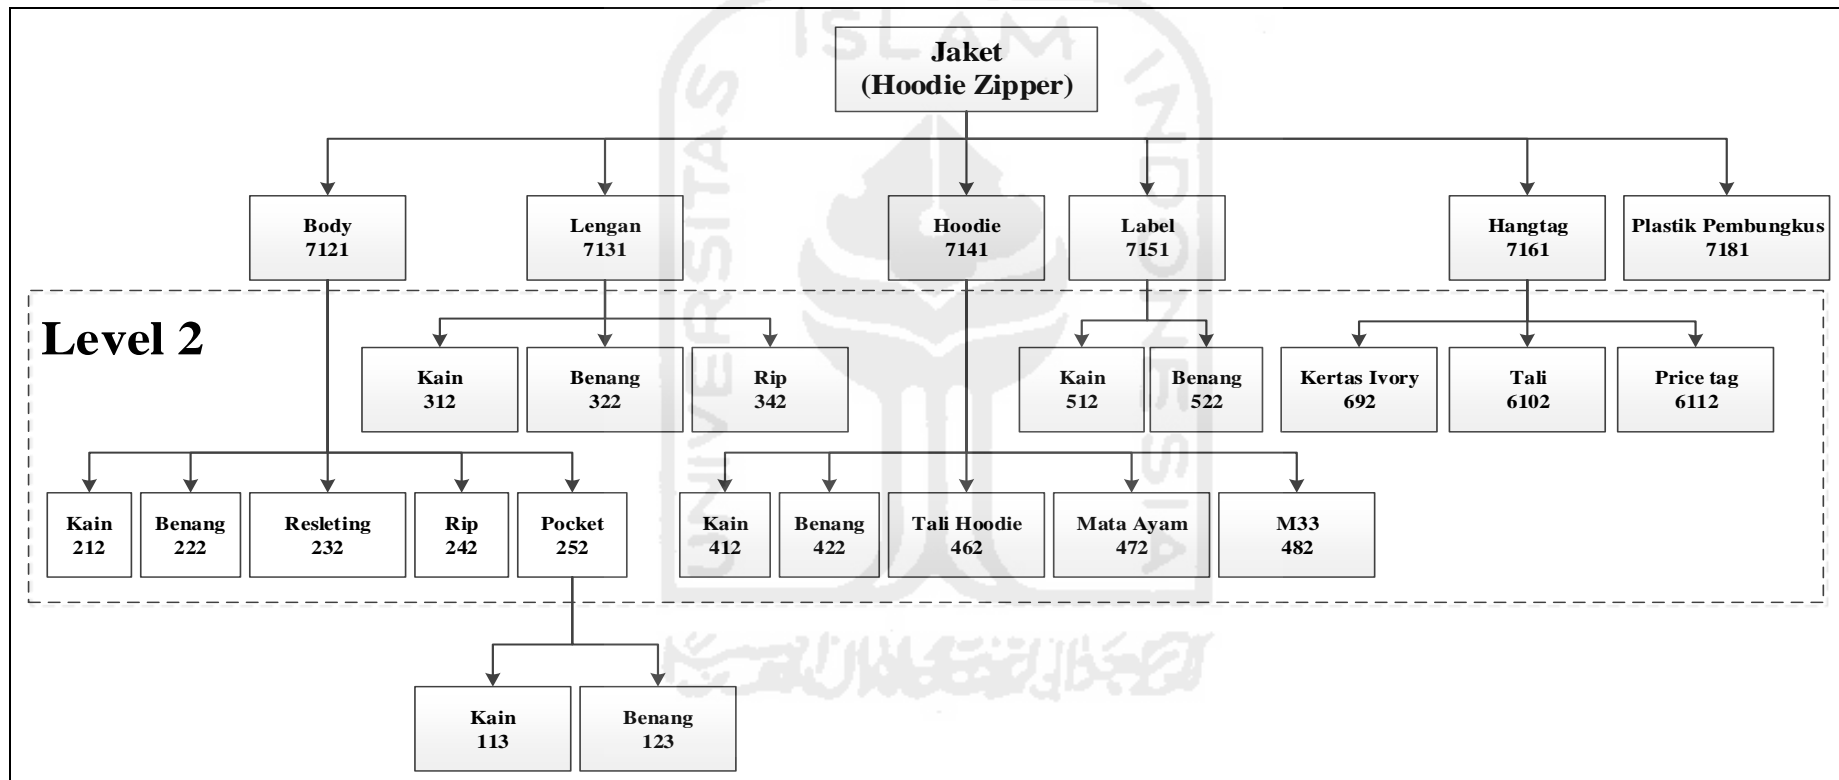 ISLAM
UNIVERSITAS
INDONESIA
Jaket
(Hoodie Zipper)
Body
7121
Lengan
7131
Hoodie
7141
Label
7151
Hangtag
7161
Plastik Pembungkus
7181
Level 2
Kain
312
Benang
322
Rip
342
Kain
512
Benang
522
Kertas Ivory
692
Tali
6102
Price tag
6112
Kain
212
Benang
222
Resleting
232
Rip
242
Pocket
252
Kain
412
Benang
422
Tali Hoodie
462
Mata Ayam
472
M33
482
Kain
113
Benang
123